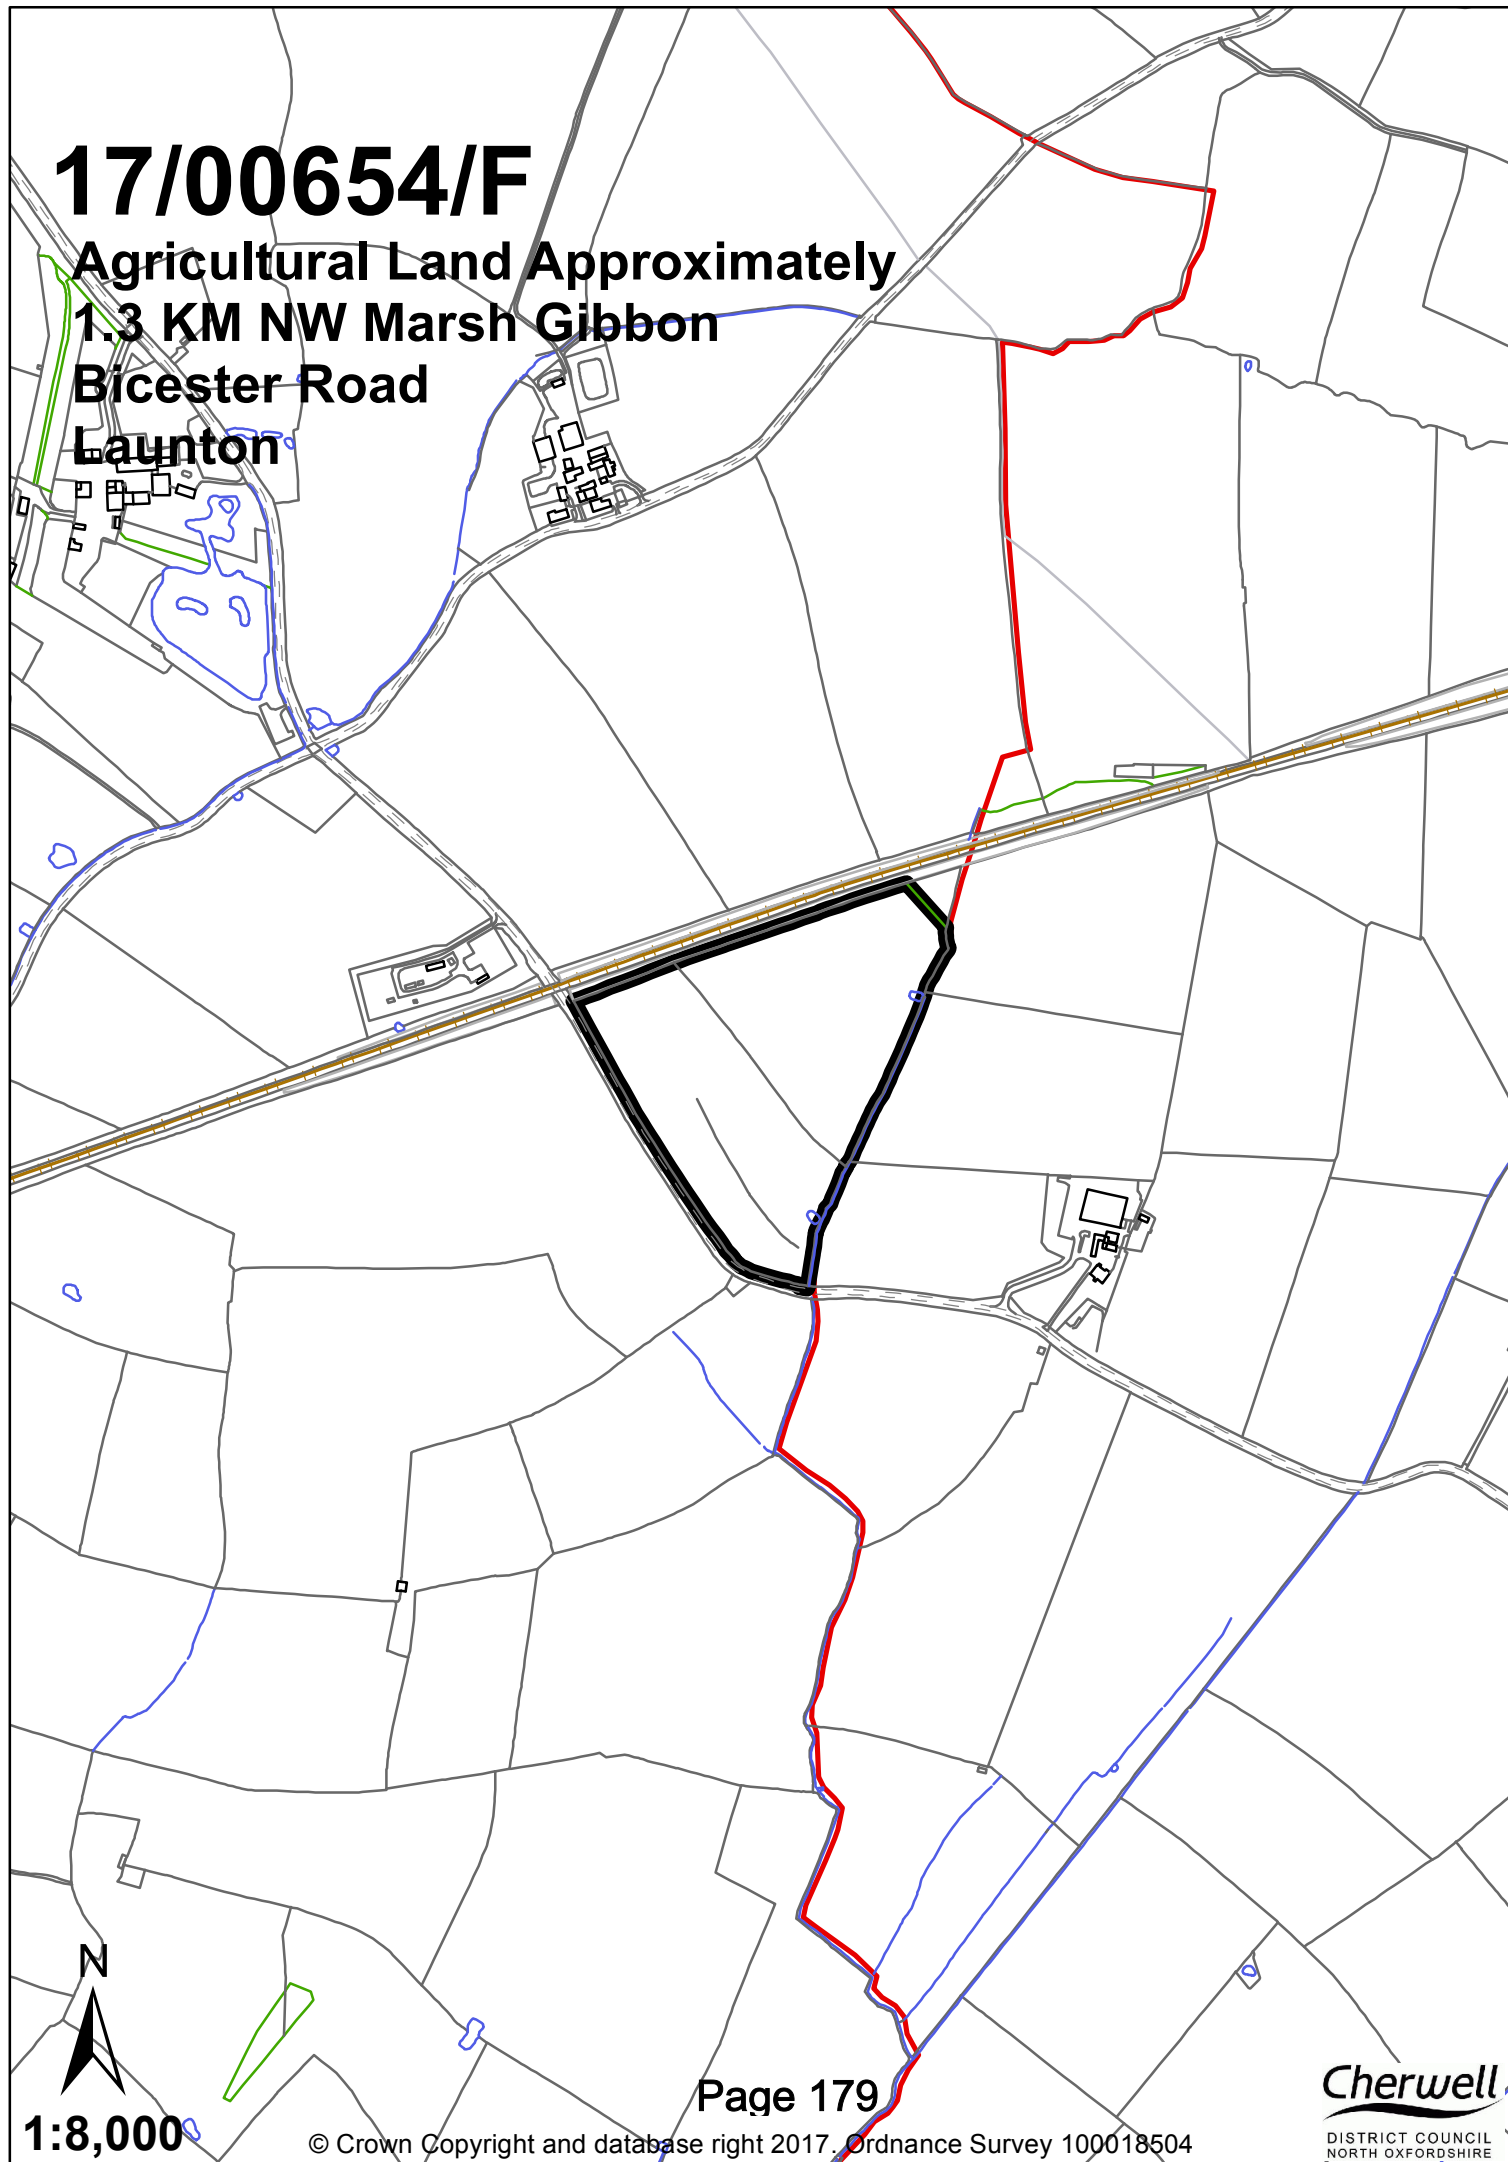 17/00654/F
Agricultural Land Approximately
1.3 KM NW Marsh Gibbon
Bicester Road
Launton
N
1:8,000
Page 179
© Crown Copyright and database right 2017. Ordnance Survey 100018504
Cherwell
DISTRICT COUNCIL
NORTH OXFORDSHIRE